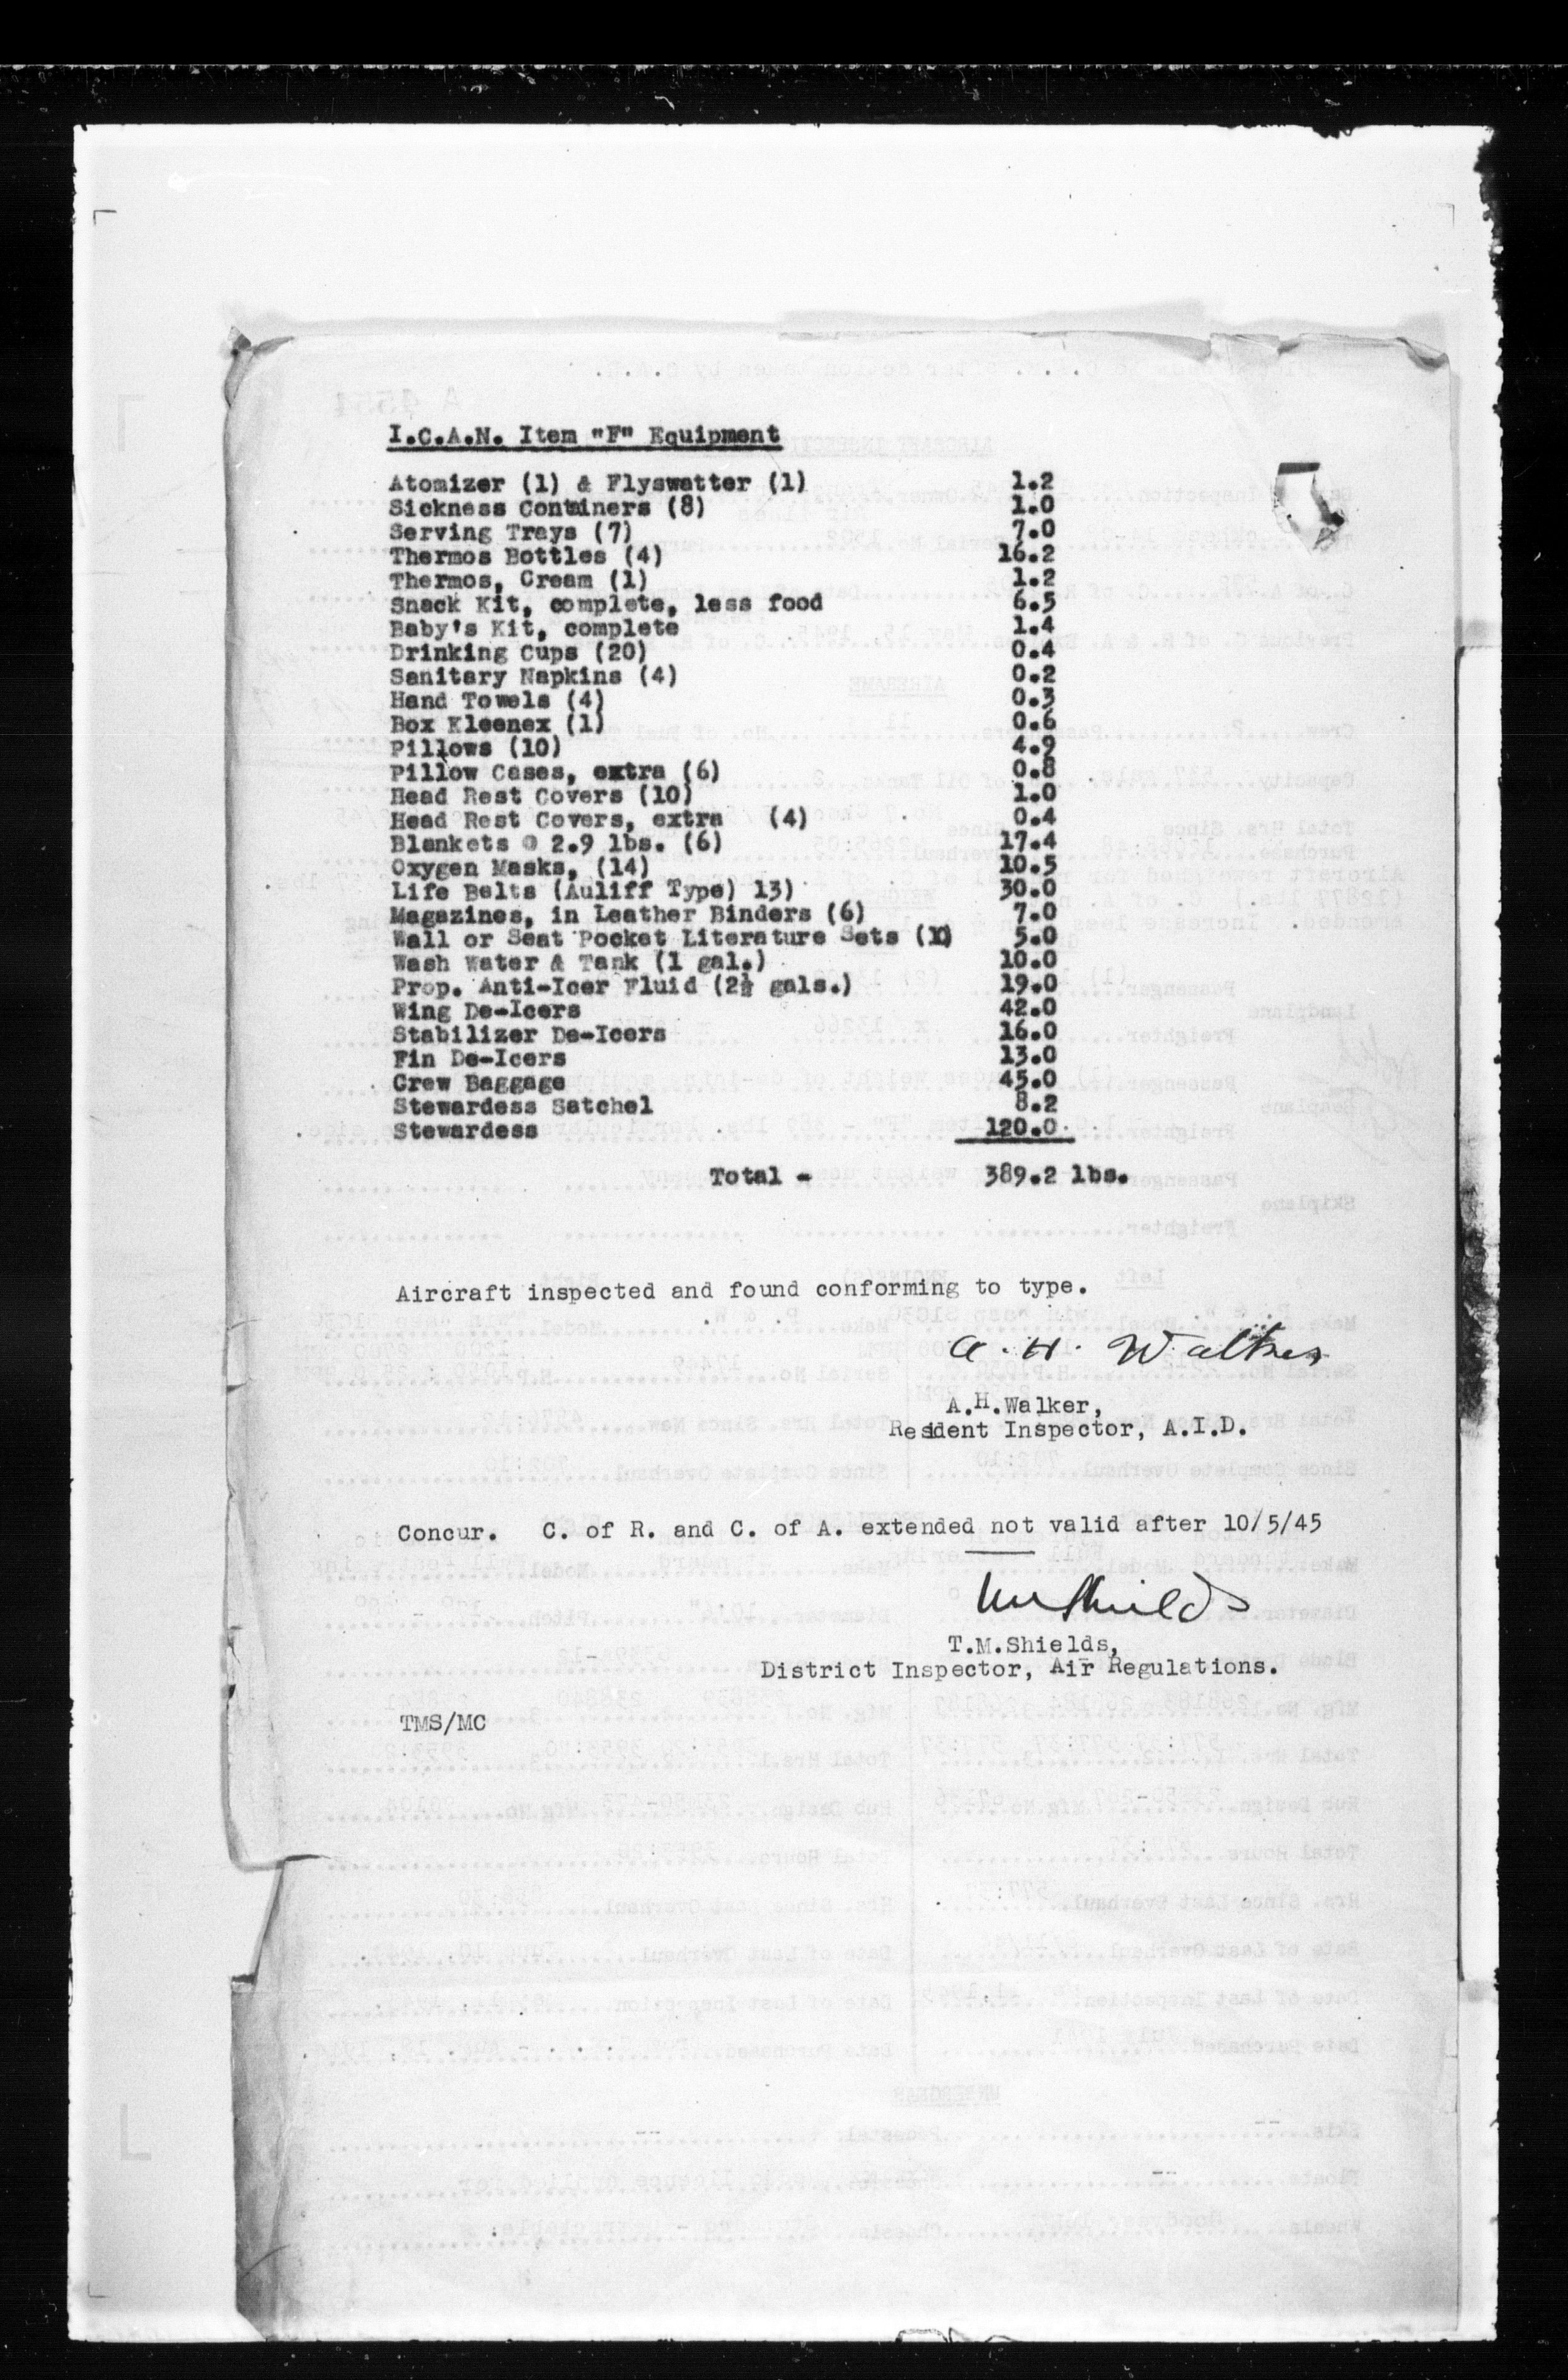 I.C.A.N. Item "F" Equipment
Atomizer (1) & Flyswatter (1) 1.2
Sickness Containers (8) 1.0
Serving Trays (7) 7.0
Thermos Bottles (4) 16.2
Thermos, Cream (1) 1.2
Snack Kit, complete, less food 6.5
Baby's Kit, complete 1.4
Drinking Cups (20) 0.4
Sanitary Napkins (4) 0.2
Hand Towels (4) 0.3
Box Kleenex (1) 0.6
Pillows (10) 4.9
Pillow Cases, extra (6) 0.8
Head Rest Covers (10) 1.0
Head Rest Covers, extra (4) 0.4
Blankets @ 2.9 lbs. (6) 17.4
Oxygen Masks, (14) 10.5
Life Belts (Auliff Type) 13) 30.0
Magazines, in Leather Binders (6) 7.0
Wall or Seat Pocket Literature Sets (10) 5.0
Wash Water & Tank (1 gal.) 10.0
Prop. Anti-Icer Fluid (2½ gals.) 19.0
Wing De-Icers 42.0
Stabilizer De-Icers 16.0
Fin De-Icers 13.0
Crew Baggage 45.0
Stewardess Satchel 8.2
Stewardess 120.0
Total - 389.2 lbs.
Aircraft inspected and found conforming to type.
A. H. Walker
A.H.Walker,
Resident Inspector, A.I.D.
Concur. C. of R. and C. of A. extended not valid after 10/5/45
TMShields
T.M.Shields,
District Inspector, Air Regulations.
TMS/MC